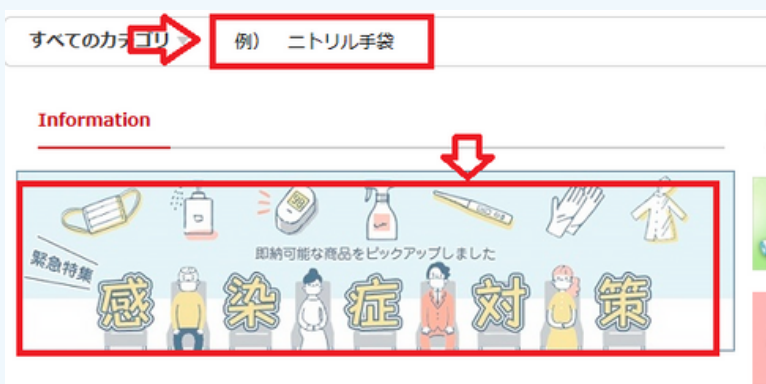 すべてのカテゴリ
例） ニトリル手袋
Information
即納可能な商品をピックアップしました
緊急特集
感染症対策